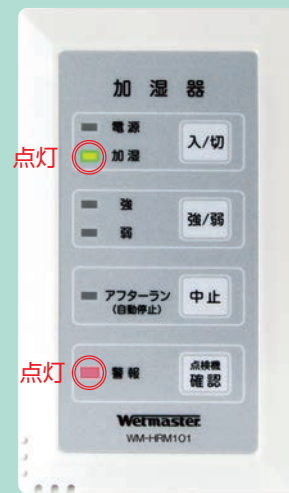 加湿器
電源
入/切
点灯
加湿
強
強/弱
弱
アフターラン
(自動停止)
中止
点灯
警報
点検機
確認
Wetmaster
WM-HRM101